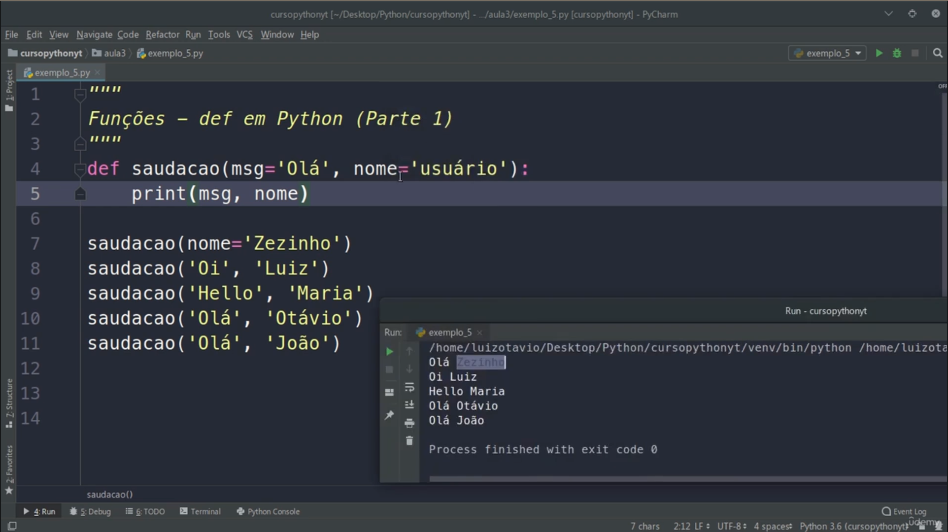 cursopythonyt [~/Desktop/Python/cursopythonyt] - .../aula3/exemplo_5.py [cursopythonyt] - PyCharm
File Edit View Navigate Code Refactor Run Tools VCS Window Help
cursopythonyt aula3 exemplo_5.py exemplo_5
1: Project
exemplo_5.py
1 """
2 Funções – def em Python (Parte 1)
3 """
4 def saudacao(msg='Olá', nome='usuário'):
5 print(msg, nome)
6
7 saudacao(nome='Zezinho')
8 saudacao('Oi', 'Luiz')
9 saudacao('Hello', 'Maria')
10 saudacao('Olá', 'Otávio')
11 saudacao('Olá', 'João')
12
13
14
Run - cursopythonyt
Run: exemplo_5
/home/luizotavio/Desktop/Python/cursopythonyt/venv/bin/python /home/luizota
Olá Zezinho
Oi Luiz
Hello Maria
Olá Otávio
Olá João
Process finished with exit code 0
7: Structure
2: Favorites
saudacao()
4: Run 5: Debug 6: TODO Terminal Python Console Event Log
7 chars 2:12 LF UTF-8 4 spaces Python 3.6 (cursopythonyt)
udemy